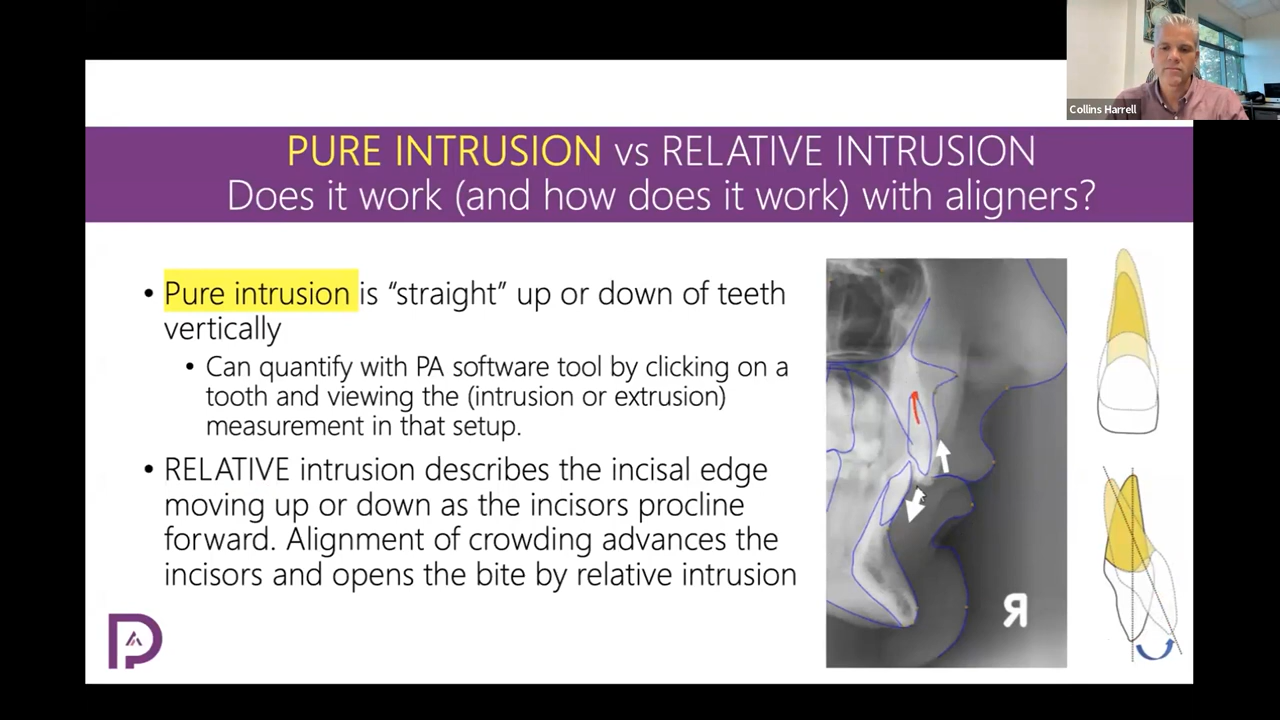 Collins Harrell
PURE INTRUSION vs RELATIVE INTRUSION
Does it work (and how does it work) with aligners?
• Pure intrusion is “straight” up or down of teeth
vertically
• Can quantify with PA software tool by clicking on a
tooth and viewing the (intrusion or extrusion)
measurement in that setup.
• RELATIVE intrusion describes the incisal edge
moving up or down as the incisors procline
forward. Alignment of crowding advances the
incisors and opens the bite by relative intrusion
R